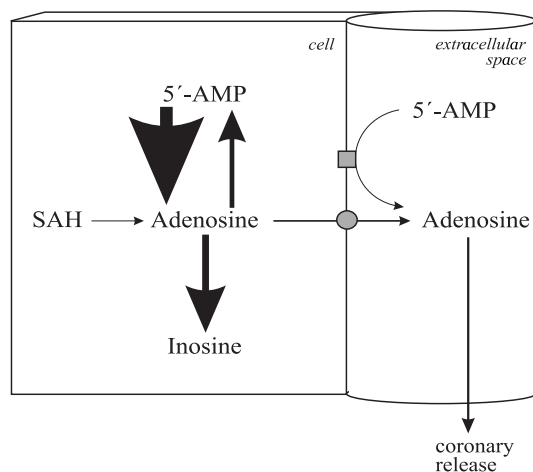 cell
extracellular
space
5´-AMP
5´-AMP
SAH
Adenosine
Adenosine
Inosine
coronary
release